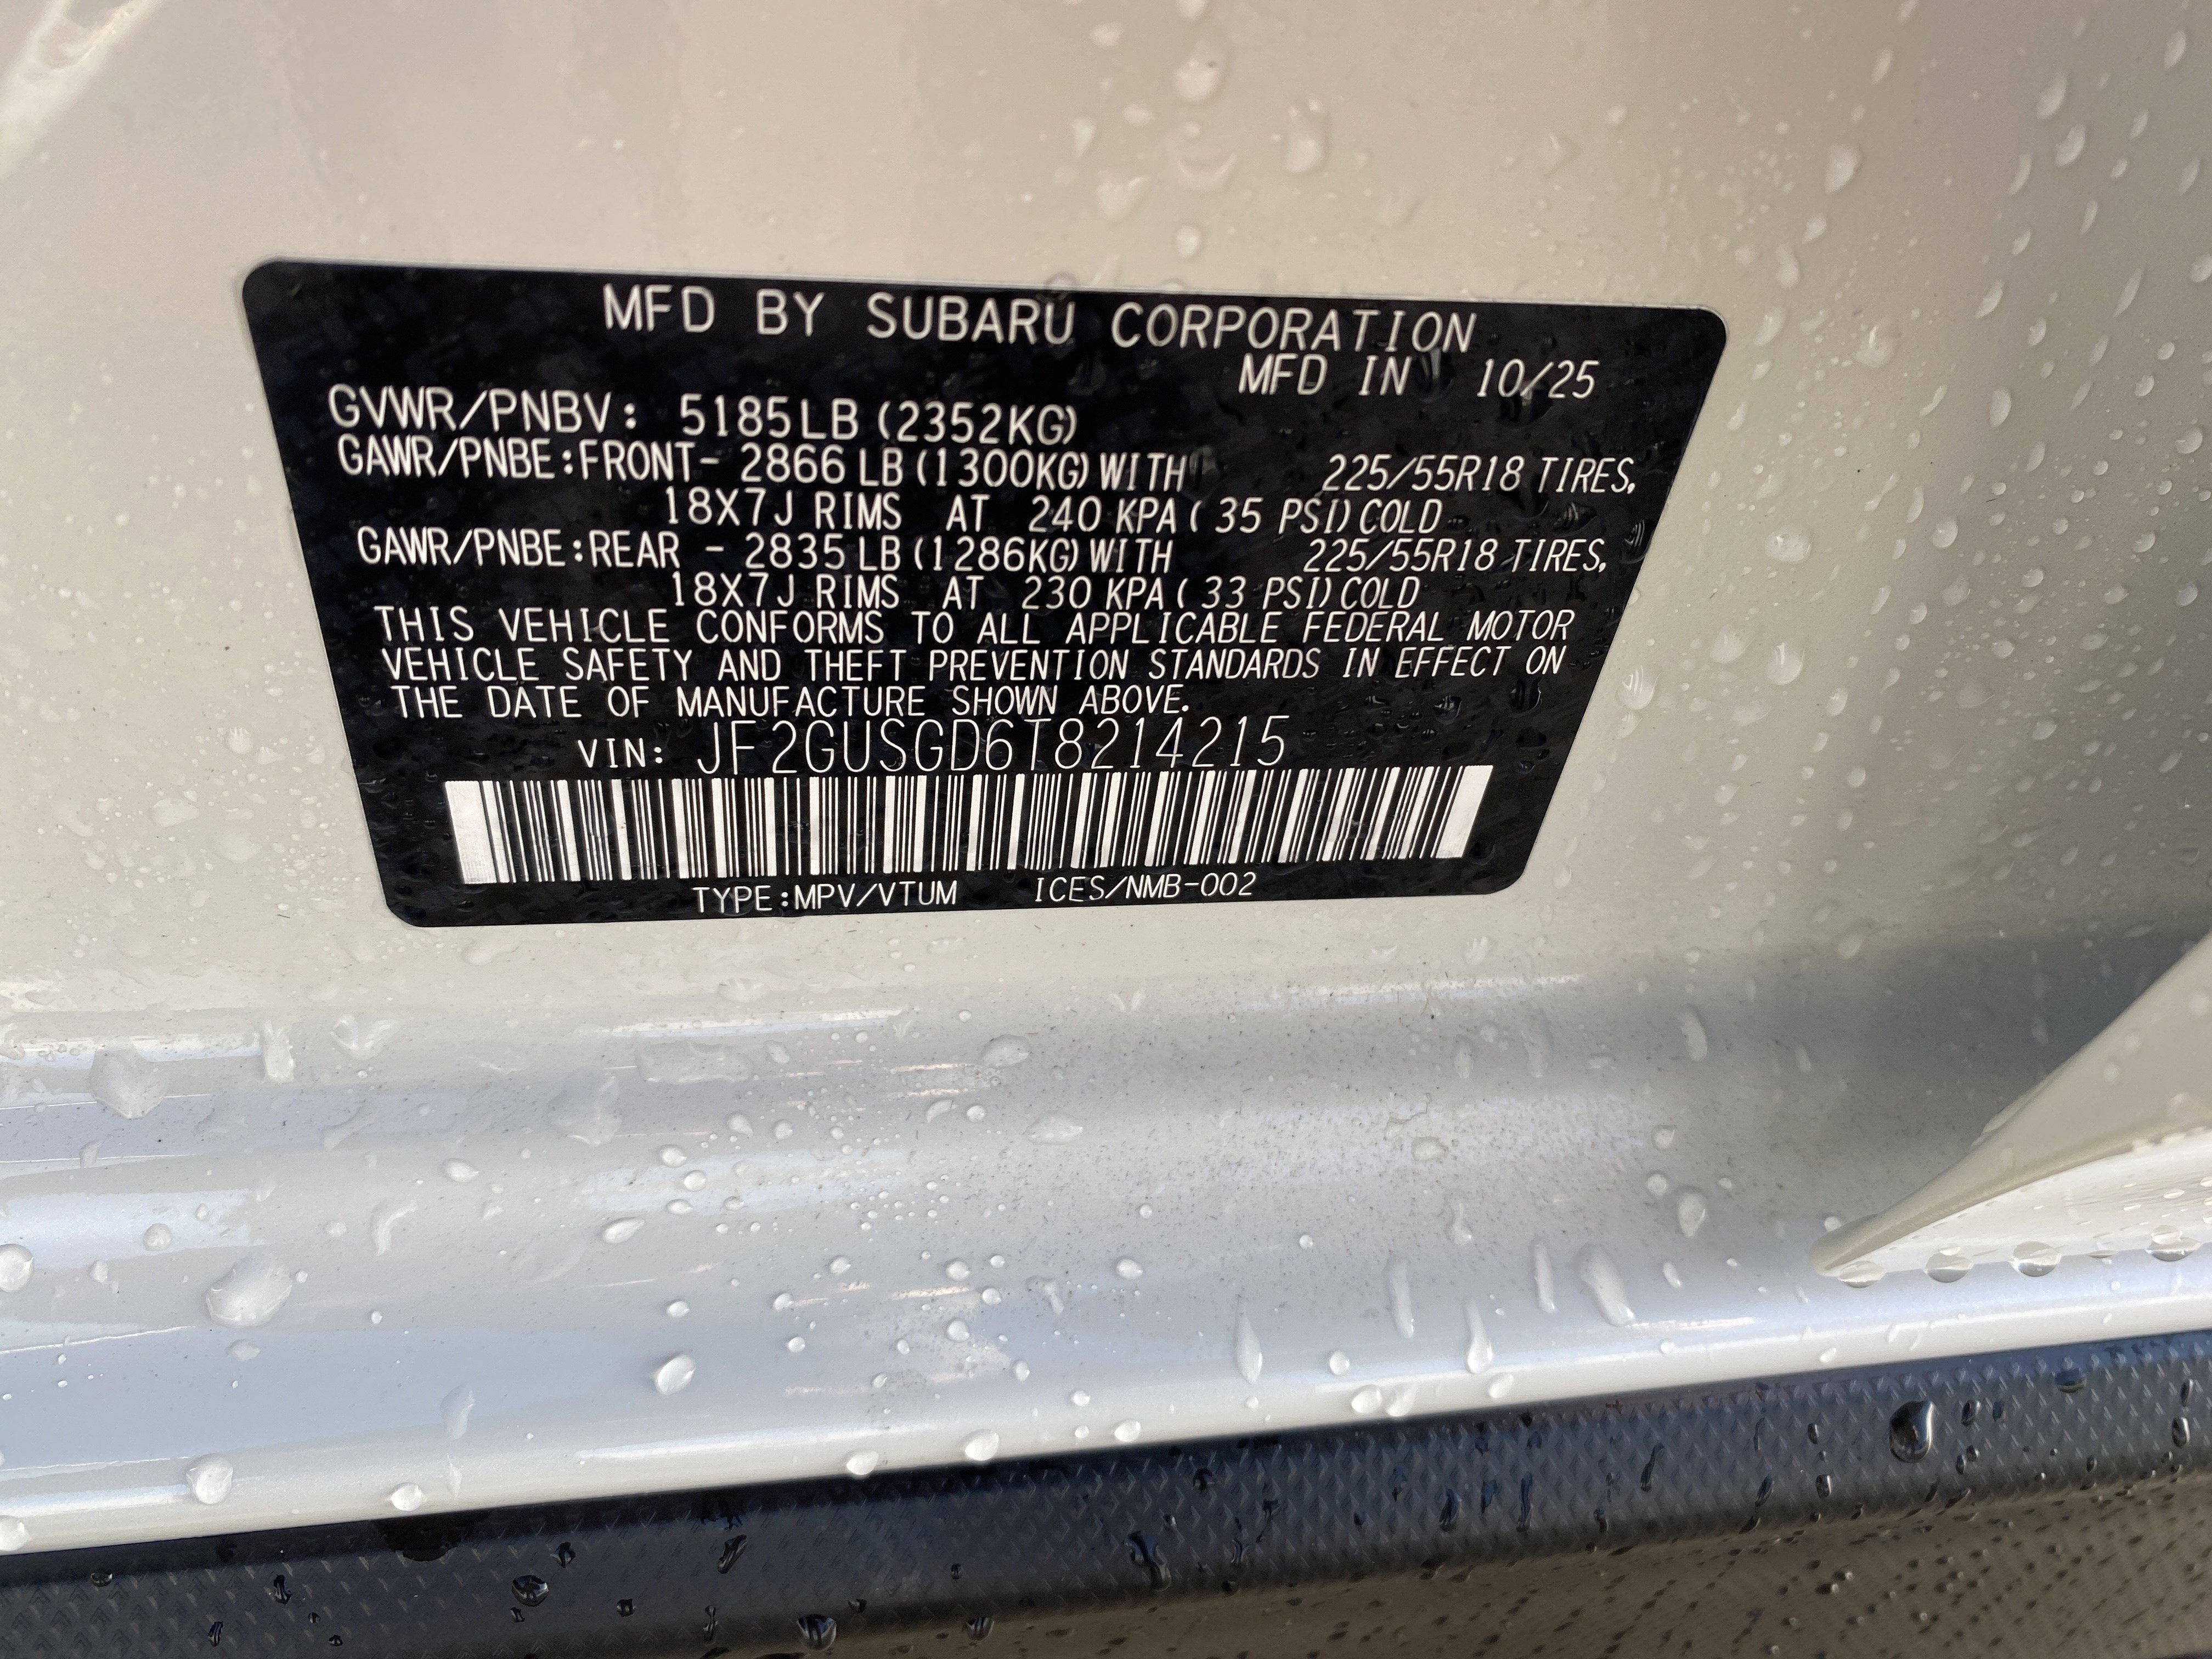 MFD BY SUBARU CORPORATION
MFD IN 10/25
GVWR/PNBV: 5185LB (2352KG)
GAWR/PNBE:FRONT- 2866 LB (1300KG) WITH 225/55R18 TIRES,
18X7J RIMS AT 240 KPA ( 35 PSI) COLD
GAWR/PNBE:REAR - 2835 LB (1286KG) WITH 225/55R18 TIRES,
18X7J RIMS AT 230 KPA ( 33 PSI) COLD
THIS VEHICLE CONFORMS TO ALL APPLICABLE FEDERAL MOTOR
VEHICLE SAFETY AND THEFT PREVENTION STANDARDS IN EFFECT ON
THE DATE OF MANUFACTURE SHOWN ABOVE.
VIN: JF2GUSGD6T8214215
TYPE:MPV/VTUM ICES/NMB-002